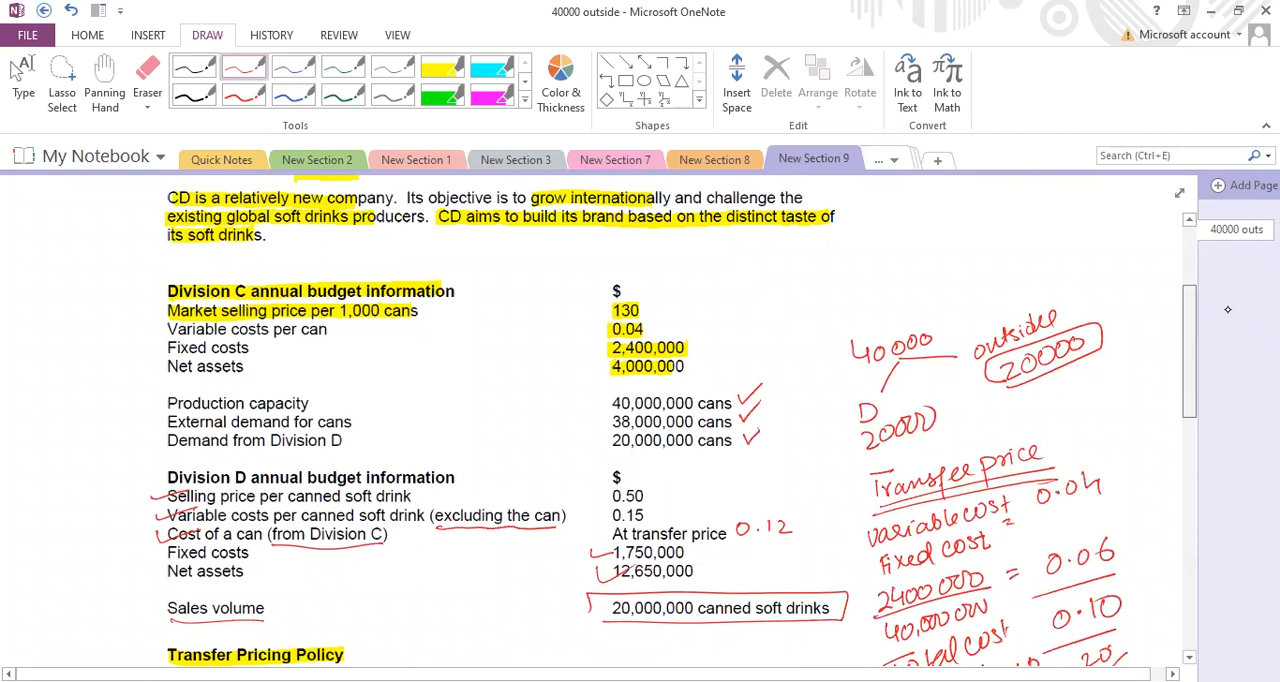 40000 outside - Microsoft OneNote
Microsoft account
FILE HOME INSERT DRAW HISTORY REVIEW VIEW
Type Lasso Select Panning Hand Eraser Color & Thickness Insert Space Delete Arrange Rotate Ink to Text Ink to Math
Tools Shapes Edit Convert
My Notebook Quick Notes New Section 2 New Section 1 New Section 3 New Section 7 New Section 8 New Section 9 ... Search (Ctrl+E)
Add Page
40000 outs
CD is a relatively new company. Its objective is to grow internationally and challenge the
existing global soft drinks producers. CD aims to build its brand based on the distinct taste of
its soft drinks.
Division C annual budget information $
Market selling price per 1,000 cans 130
Variable costs per can 0.04
Fixed costs 2,400,000
Net assets 4,000,000
Production capacity 40,000,000 cans
External demand for cans 38,000,000 cans
Demand from Division D 20,000,000 cans
Division D annual budget information $
Selling price per canned soft drink 0.50
Variable costs per canned soft drink (excluding the can) 0.15
Cost of a can (from Division C) At transfer price 0.12
Fixed costs 1,750,000
Net assets 12,650,000
Sales volume 20,000,000 canned soft drinks
Transfer Pricing Policy
40000 outside
20000
D
20000
Transfer price
variable cost 0.04
Fixed cost
2400000 = 0.06
40,000000
0.10
Total cost
20